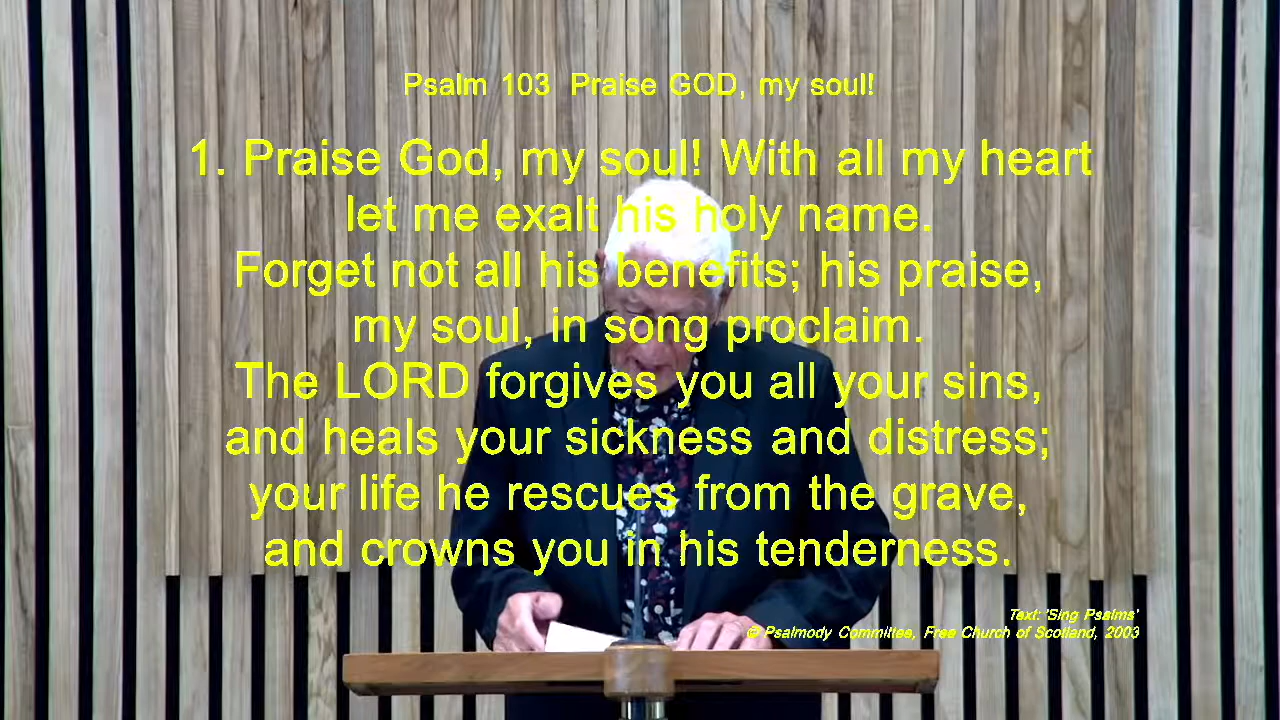 Psalm 103 Praise GOD, my soul!
1. Praise God, my soul! With all my heart
let me exalt his holy name.
Forget not all his benefits; his praise,
my soul, in song proclaim.
The LORD forgives you all your sins,
and heals your sickness and distress;
your life he rescues from the grave,
and crowns you in his tenderness.
Text: 'Sing Psalms'
© Psalmody Committee, Free Church of Scotland, 2003